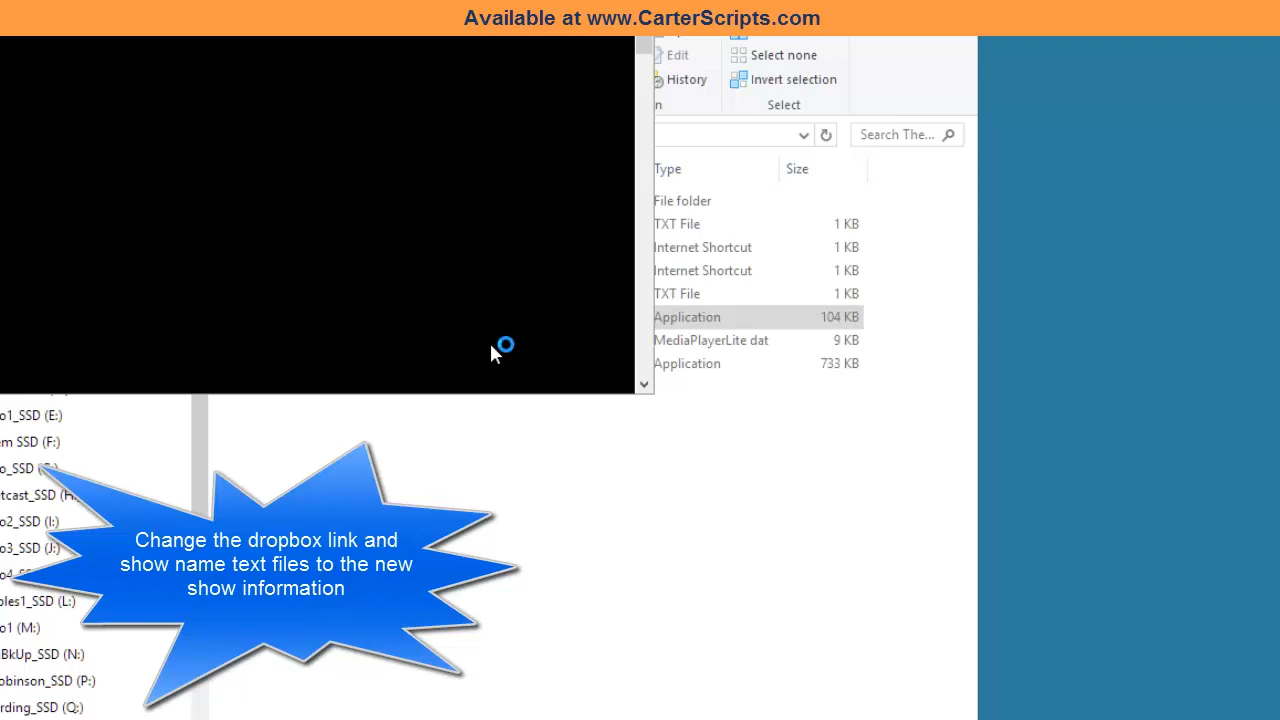 Available at www.CarterScripts.com
Edit
Select none
History
Invert selection
n
Select
Search The...
Type
Size
File folder
TXT File 1 KB
Internet Shortcut 1 KB
Internet Shortcut 1 KB
TXT File 1 KB
Application 104 KB
MediaPlayerLite dat 9 KB
Application 733 KB
o1_SSD (E:)
em SSD (F:)
o_SSD
tcast_SSD (H:
o2_SSD (I:)
o3_SSD (J:)
o4
ples1_SSD (L:)
o1 (M:)
BkUp_SSD (N:)
obinson_SSD (P:)
rding_SSD (Q:)
Change the dropbox link and
show name text files to the new
show information